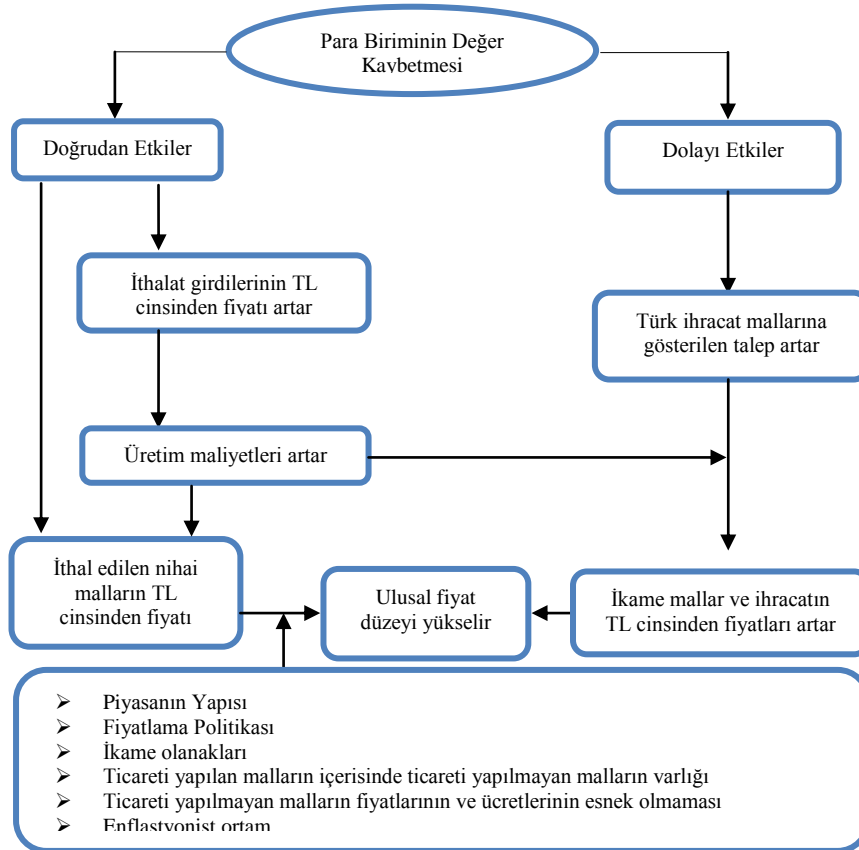 Para Biriminin Değer
Kaybetmesi
Doğrudan Etkiler
Dolayı Etkiler
İthalat girdilerinin TL
cinsinden fiyatı artar
Türk ihracat mallarına
gösterilen talep artar
Üretim maliyetleri artar
İthal edilen nihai
malların TL
cinsinden fiyatı
Ulusal fiyat
düzeyi yükselir
İkame mallar ve ihracatın
TL cinsinden fiyatları artar
➢ Piyasanın Yapısı
➢ Fiyatlama Politikası
➢ İkame olanakları
➢ Ticareti yapılan malların içerisinde ticareti yapılmayan malların varlığı
➢ Ticareti yapılmayan malların fiyatlarının ve ücretlerinin esnek olmaması
➢ Enflastyonist ortam